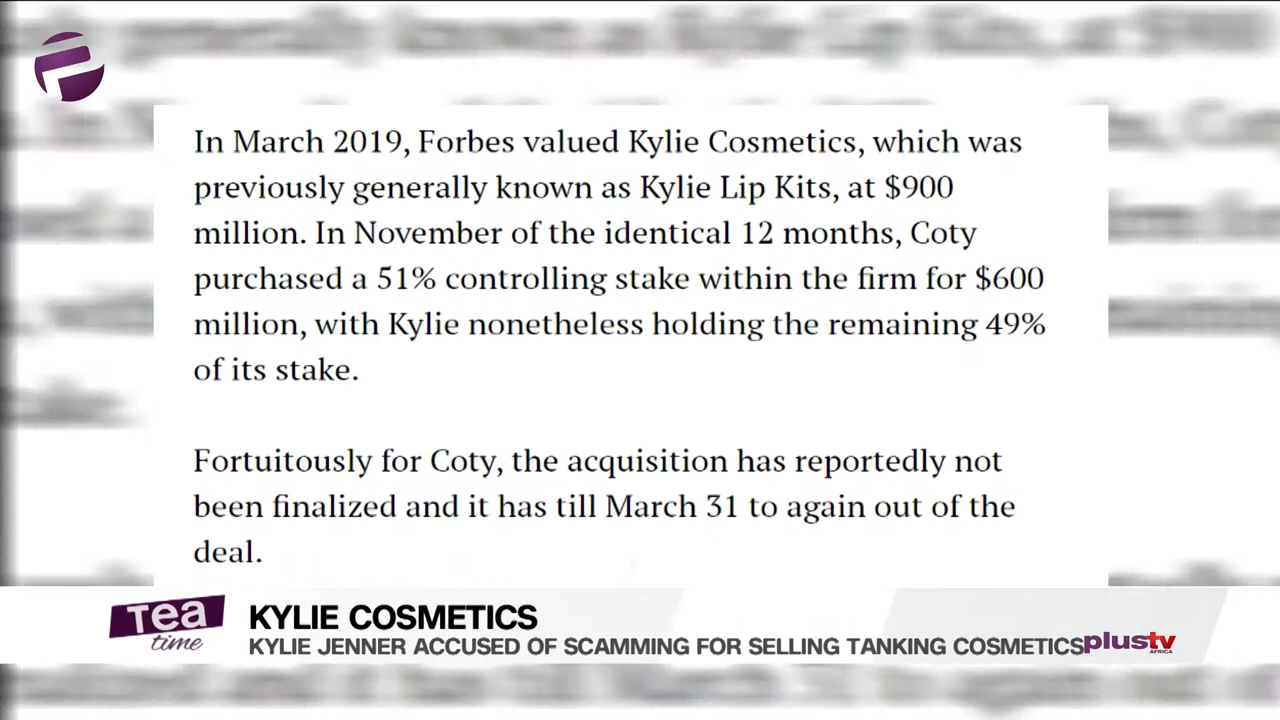 In March 2019, Forbes valued Kylie Cosmetics, which was
previously generally known as Kylie Lip Kits, at $900
million. In November of the identical 12 months, Coty
purchased a 51% controlling stake within the firm for $600
million, with Kylie nonetheless holding the remaining 49%
of its stake.
Fortuitously for Coty, the acquisition has reportedly not
been finalized and it has till March 31 to again out of the
deal.
Tea
time
KYLIE COSMETICS
KYLIE JENNER ACCUSED OF SCAMMING FOR SELLING TANKING COSMETICS
plustv
AFRICA